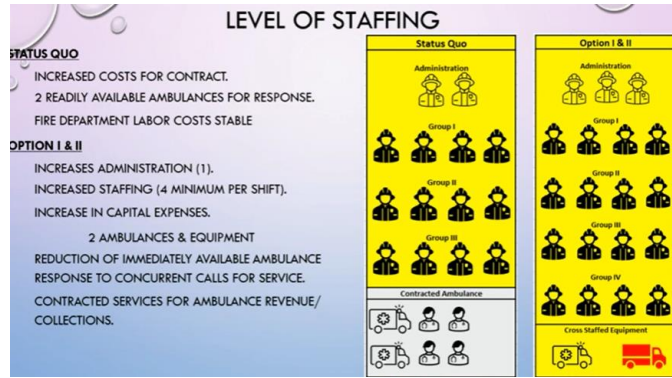 LEVEL OF STAFFING
STATUS QUO
INCREASED COSTS FOR CONTRACT.
2 READILY AVAILABLE AMBULANCES FOR RESPONSE.
FIRE DEPARTMENT LABOR COSTS STABLE
OPTION I & II
INCREASES ADMINISTRATION (1).
INCREASED STAFFING (4 MINIMUM PER SHIFT).
INCREASE IN CAPITAL EXPENSES.
2 AMBULANCES & EQUIPMENT
REDUCTION OF IMMEDIATELY AVAILABLE AMBULANCE
RESPONSE TO CONCURRENT CALLS FOR SERVICE.
CONTRACTED SERVICES FOR AMBULANCE REVENUE/
COLLECTIONS.
Status Quo
Administration
Group I
Group II
Group III
Contracted Ambulance
Option I & II
Administration
Group I
Group II
Group III
Group IV
Cross Staffed Equipment